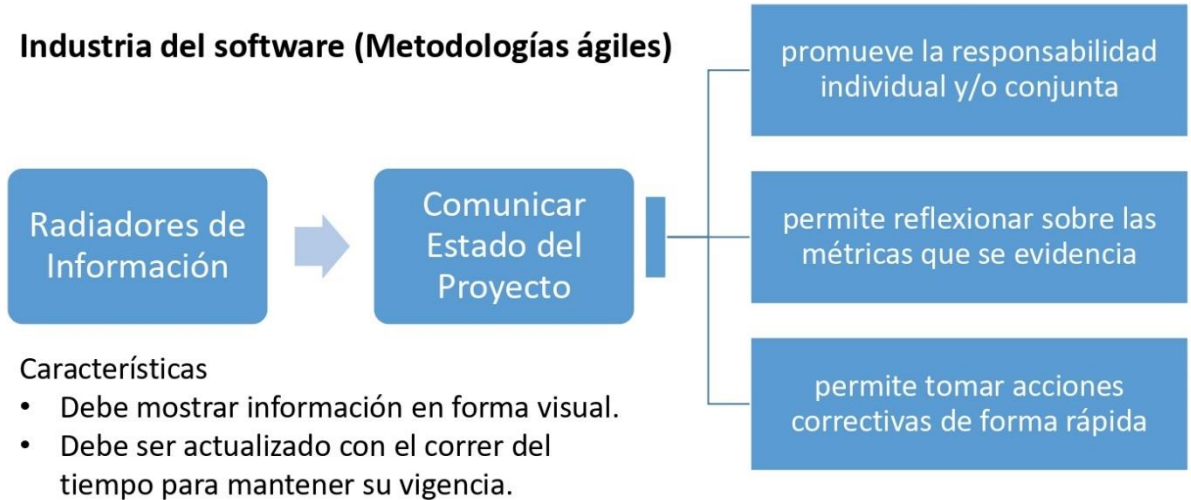 Industria del software (Metodologías ágiles)
Radiadores de
Información
Comunicar
Estado del
Proyecto
promueve la responsabilidad
individual y/o conjunta
permite reflexionar sobre las
métricas que se evidencia
permite tomar acciones
correctivas de forma rápida
Características
• Debe mostrar información en forma visual.
• Debe ser actualizado con el correr del
tiempo para mantener su vigencia.